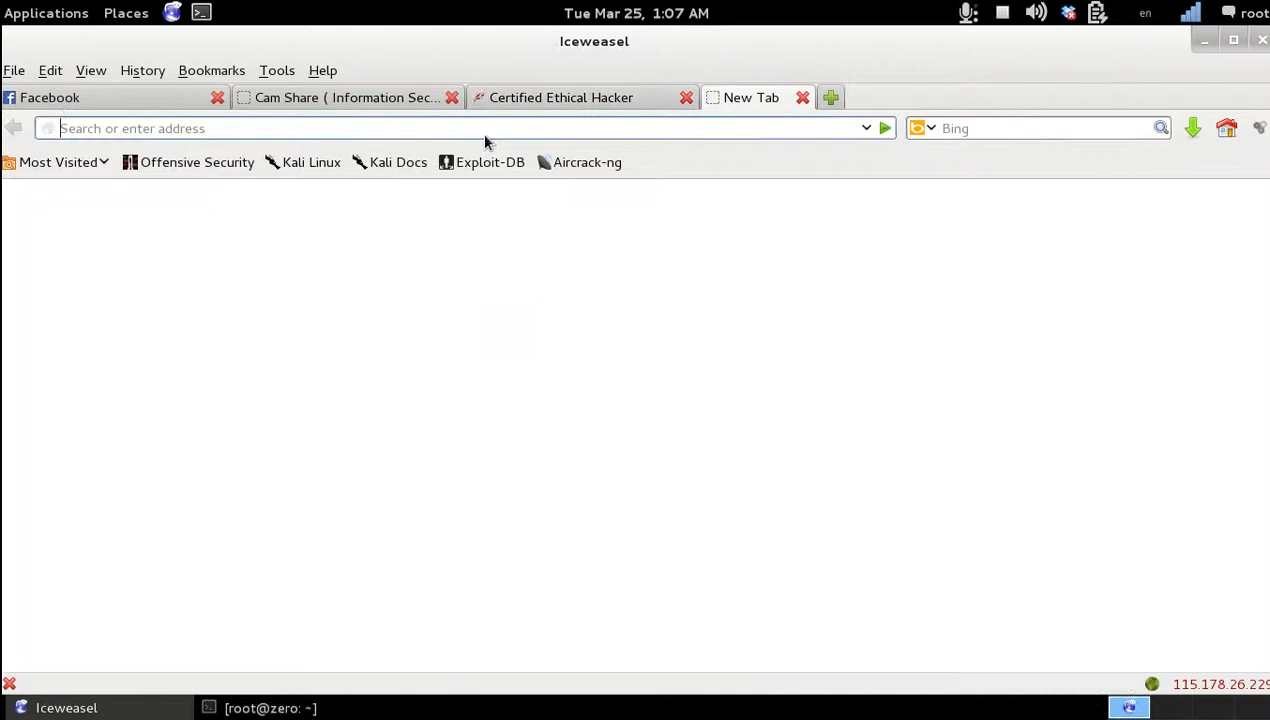 Applications Places Tue Mar 25, 1:07 AM en root
Iceweasel
File Edit View History Bookmarks Tools Help
Facebook Cam Share ( Information Sec... Certified Ethical Hacker New Tab
Search or enter address Bing
Most Visited Offensive Security Kali Linux Kali Docs Exploit-DB Aircrack-ng
115.178.26.229
Iceweasel [root@zero: ~]